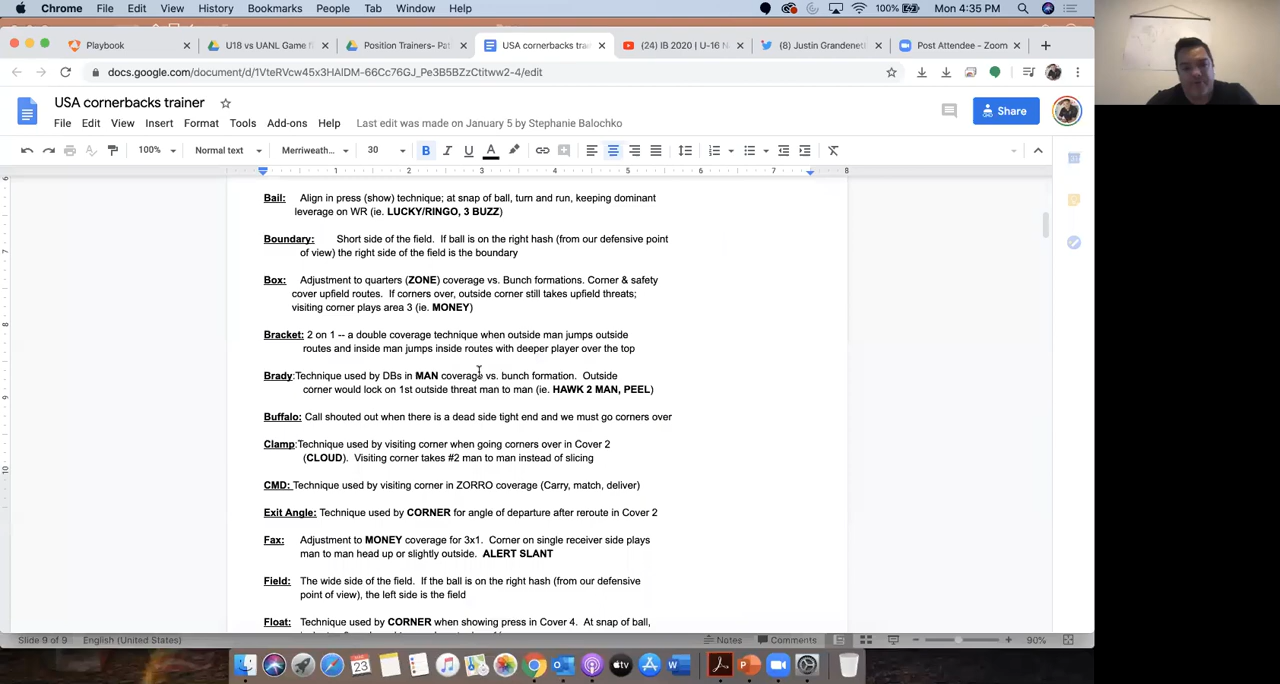 Chrome File Edit View History Bookmarks People Tab Window Help 100% Mon 4:35 PM
Playbook U18 vs UANL Game f Position Trainers- Pat USA cornerbacks trai (24) IB 2020 | U-16 N (8) Justin Grandenett Post Attendee - Zoom
docs.google.com/document/d/1VteRVcw45x3HAlDM-66Cc76GJ_Pe3B5BZzCtitww2-4/edit
USA cornerbacks trainer
Share
File Edit View Insert Format Tools Add-ons Help Last edit was made on January 5 by Stephanie Balochko
100% Normal text Merriweath... 30
1 2 3 4 5 6 7 8
Bail: Align in press (show) technique; at snap of ball, turn and run, keeping dominant
leverage on WR (ie. LUCKY/RINGO, 3 BUZZ)
Boundary: Short side of the field. If ball is on the right hash (from our defensive point
of view) the right side of the field is the boundary
Box: Adjustment to quarters (ZONE) coverage vs. Bunch formations. Corner & safety
cover upfield routes. If corners over, outside corner still takes upfield threats;
visiting corner plays area 3 (ie. MONEY)
Bracket: 2 on 1 -- a double coverage technique when outside man jumps outside
routes and inside man jumps inside routes with deeper player over the top
Brady:Technique used by DBs in MAN coverage vs. bunch formation. Outside
corner would lock on 1st outside threat man to man (ie. HAWK 2 MAN, PEEL)
Buffalo: Call shouted out when there is a dead side tight end and we must go corners over
Clamp:Technique used by visiting corner when going corners over in Cover 2
(CLOUD). Visiting corner takes #2 man to man instead of slicing
CMD: Technique used by visiting corner in ZORRO coverage (Carry, match, deliver)
Exit Angle: Technique used by CORNER for angle of departure after reroute in Cover 2
Fax: Adjustment to MONEY coverage for 3x1. Corner on single receiver side plays
man to man head up or slightly outside. ALERT SLANT
Field: The wide side of the field. If the ball is on the right hash (from our defensive
point of view), the left side is the field
Float: Technique used by CORNER when showing press in Cover 4. At snap of ball,
Slide 9 of 9 English (United States) Notes Comments 90%